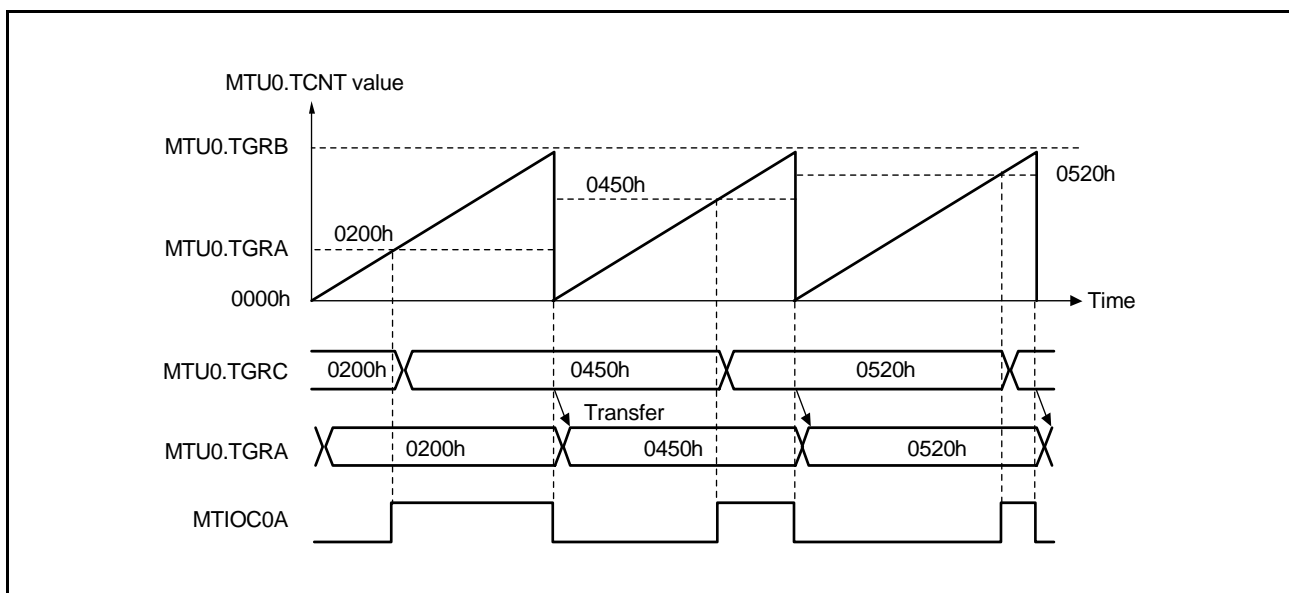 MTU0.TCNT value
MTU0.TGRB
0450h
0520h
MTU0.TGRA
0200h
0000h
Time
MTU0.TGRC 0200h 0450h 0520h
Transfer
MTU0.TGRA 0200h 0450h 0520h
MTIOC0A